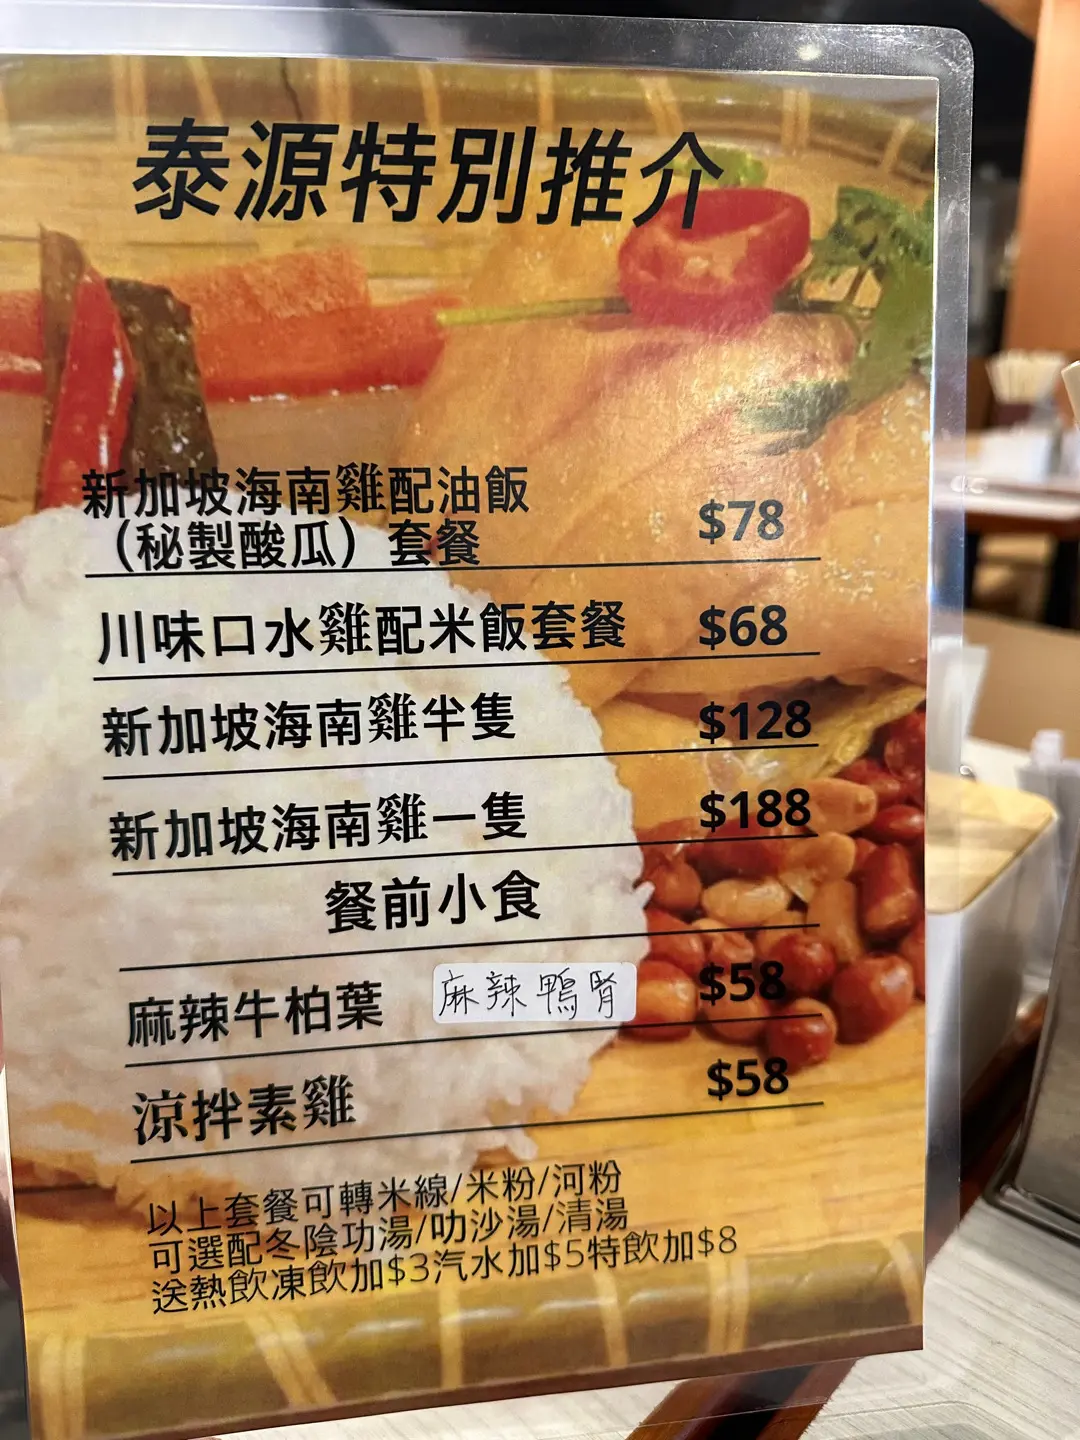 泰源特別推介
新加坡海南雞配油飯
（秘製酸瓜）套餐 $78
川味口水雞配米飯套餐 $68
新加坡海南雞半隻 $128
新加坡海南雞一隻 $188
餐前小食
麻辣牛柏葉 麻辣鴨腎 $58
涼拌素雞 $58
以上套餐可轉米線/米粉/河粉
可選配冬陰功湯/叻沙湯/清湯
送熱飲凍飲加$3汽水加$5特飲加$8